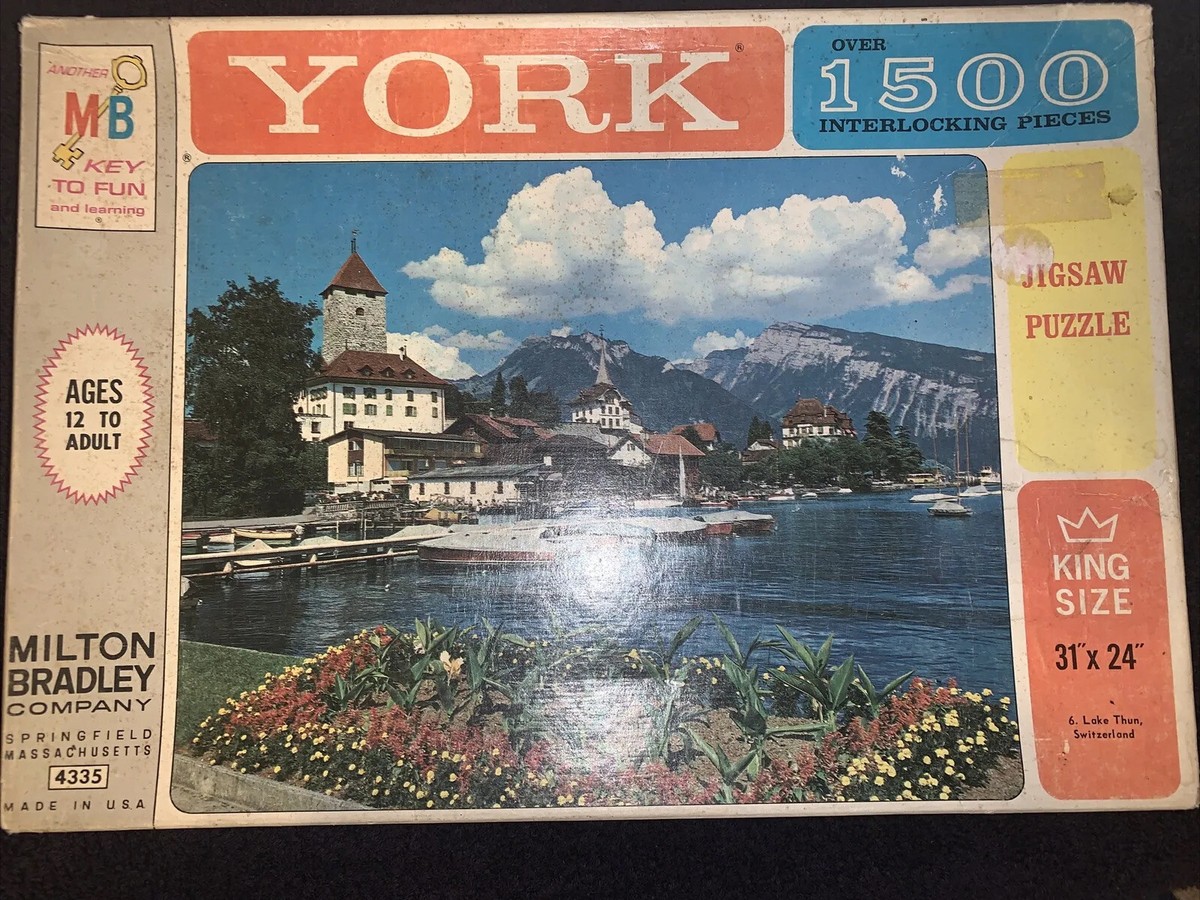 ANOTHER
MB
KEY
TO FUN
and learning
®
YORK®
OVER
1500
INTERLOCKING PIECES
®
JIGSAW
PUZZLE
AGES
12 TO
ADULT
KING
SIZE
31" x 24"
6. Lake Thun,
Switzerland
MILTON
BRADLEY
COMPANY
SPRINGFIELD
MASSACHUSETTS
4335
MADE IN U.S.A